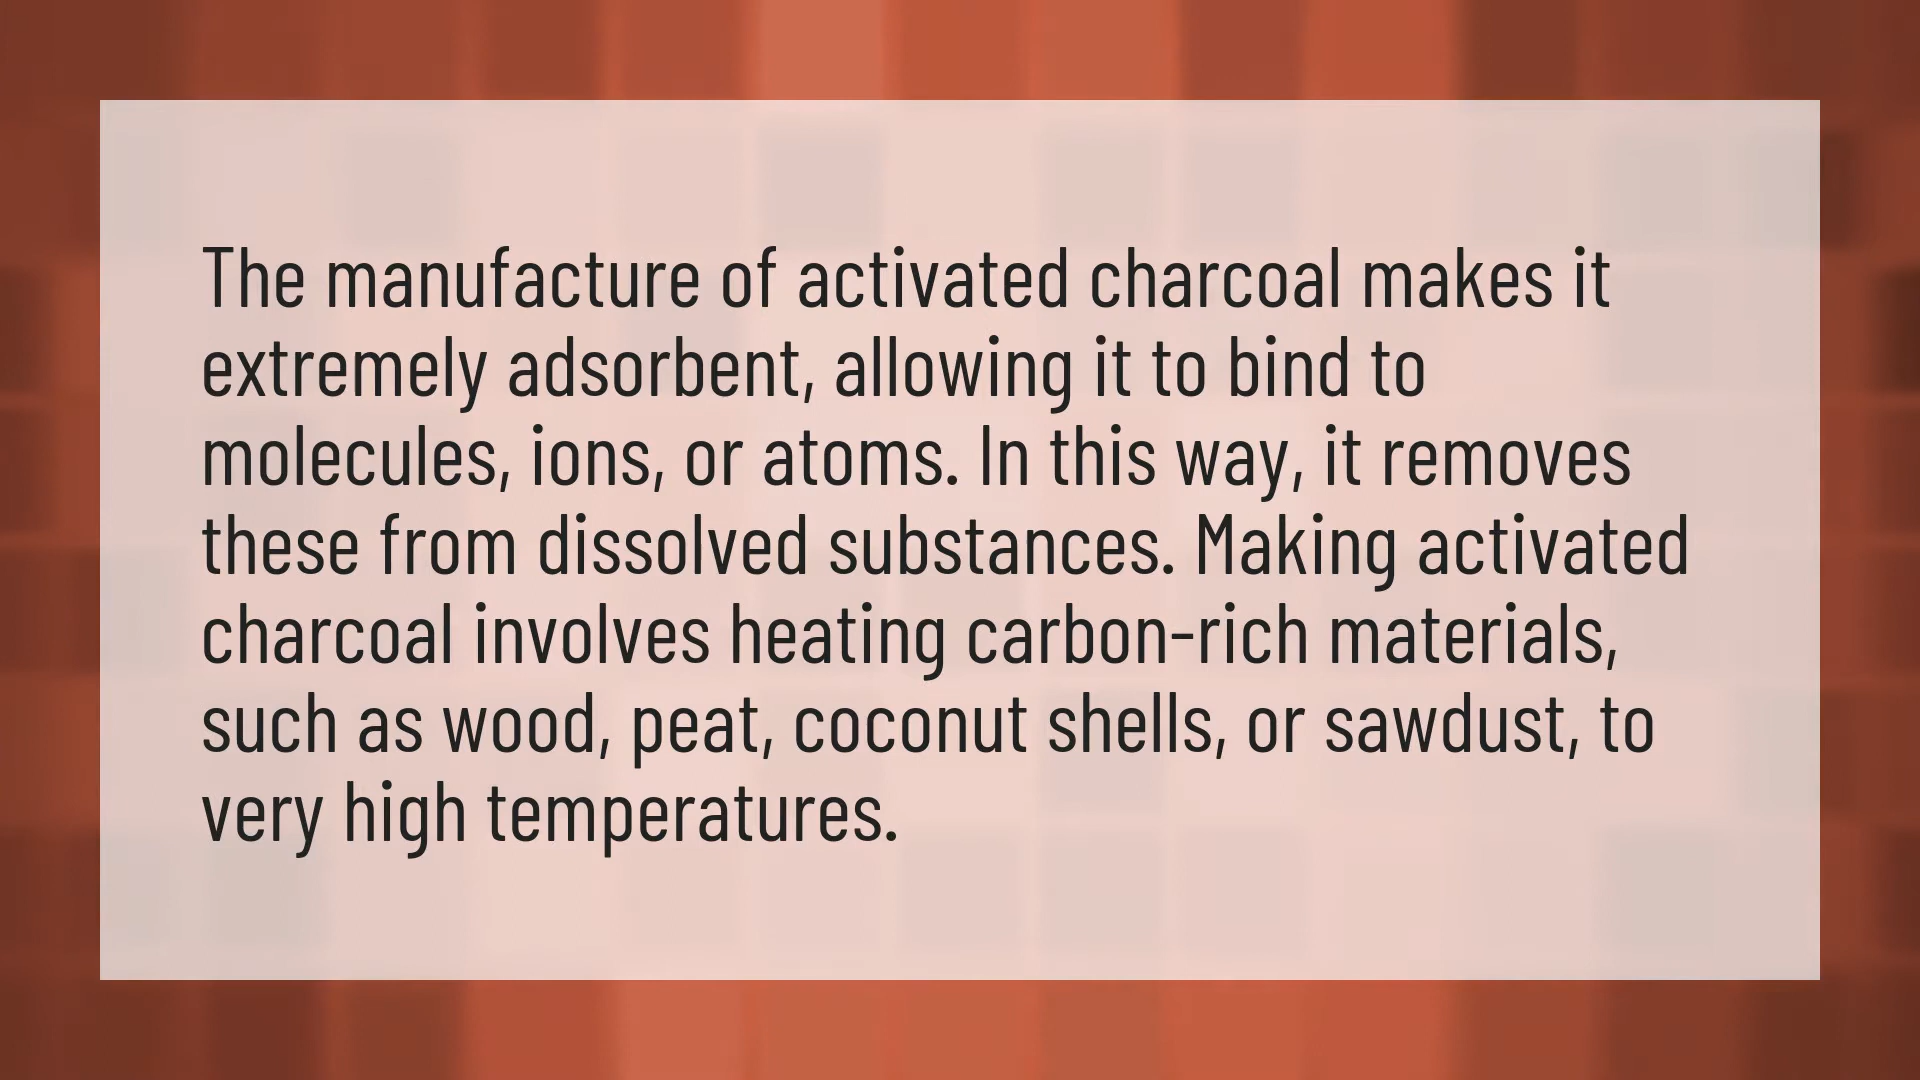 The manufacture of activated charcoal makes it
extremely adsorbent, allowing it to bind to
molecules, ions, or atoms. In this way, it removes
these from dissolved substances. Making activated
charcoal involves heating carbon-rich materials,
such as wood, peat, coconut shells, or sawdust, to
very high temperatures.